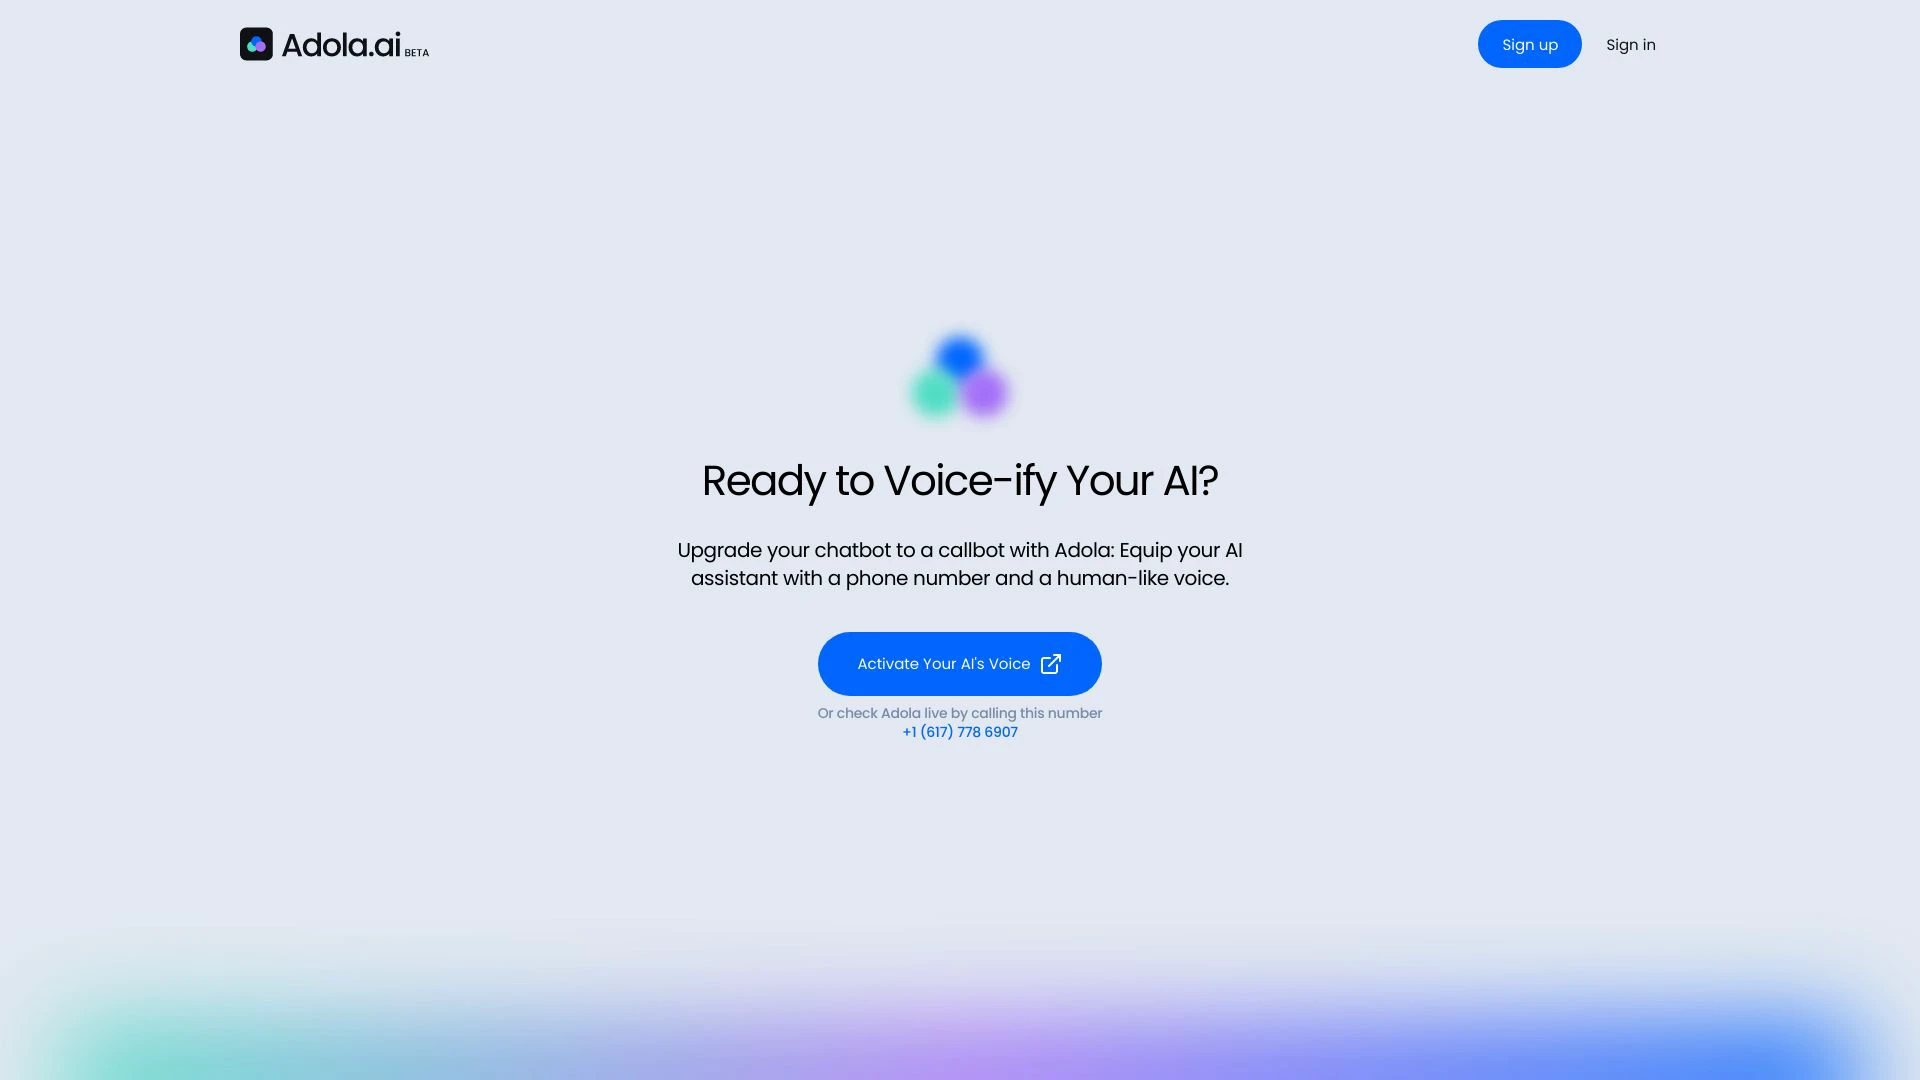 Adola.ai BETA
Sign up
Sign in
Ready to Voice-ify Your AI?
Upgrade your chatbot to a callbot with Adola: Equip your AI
assistant with a phone number and a human-like voice.
Activate Your AI's Voice
Or check Adola live by calling this number
+1 (617) 778 6907